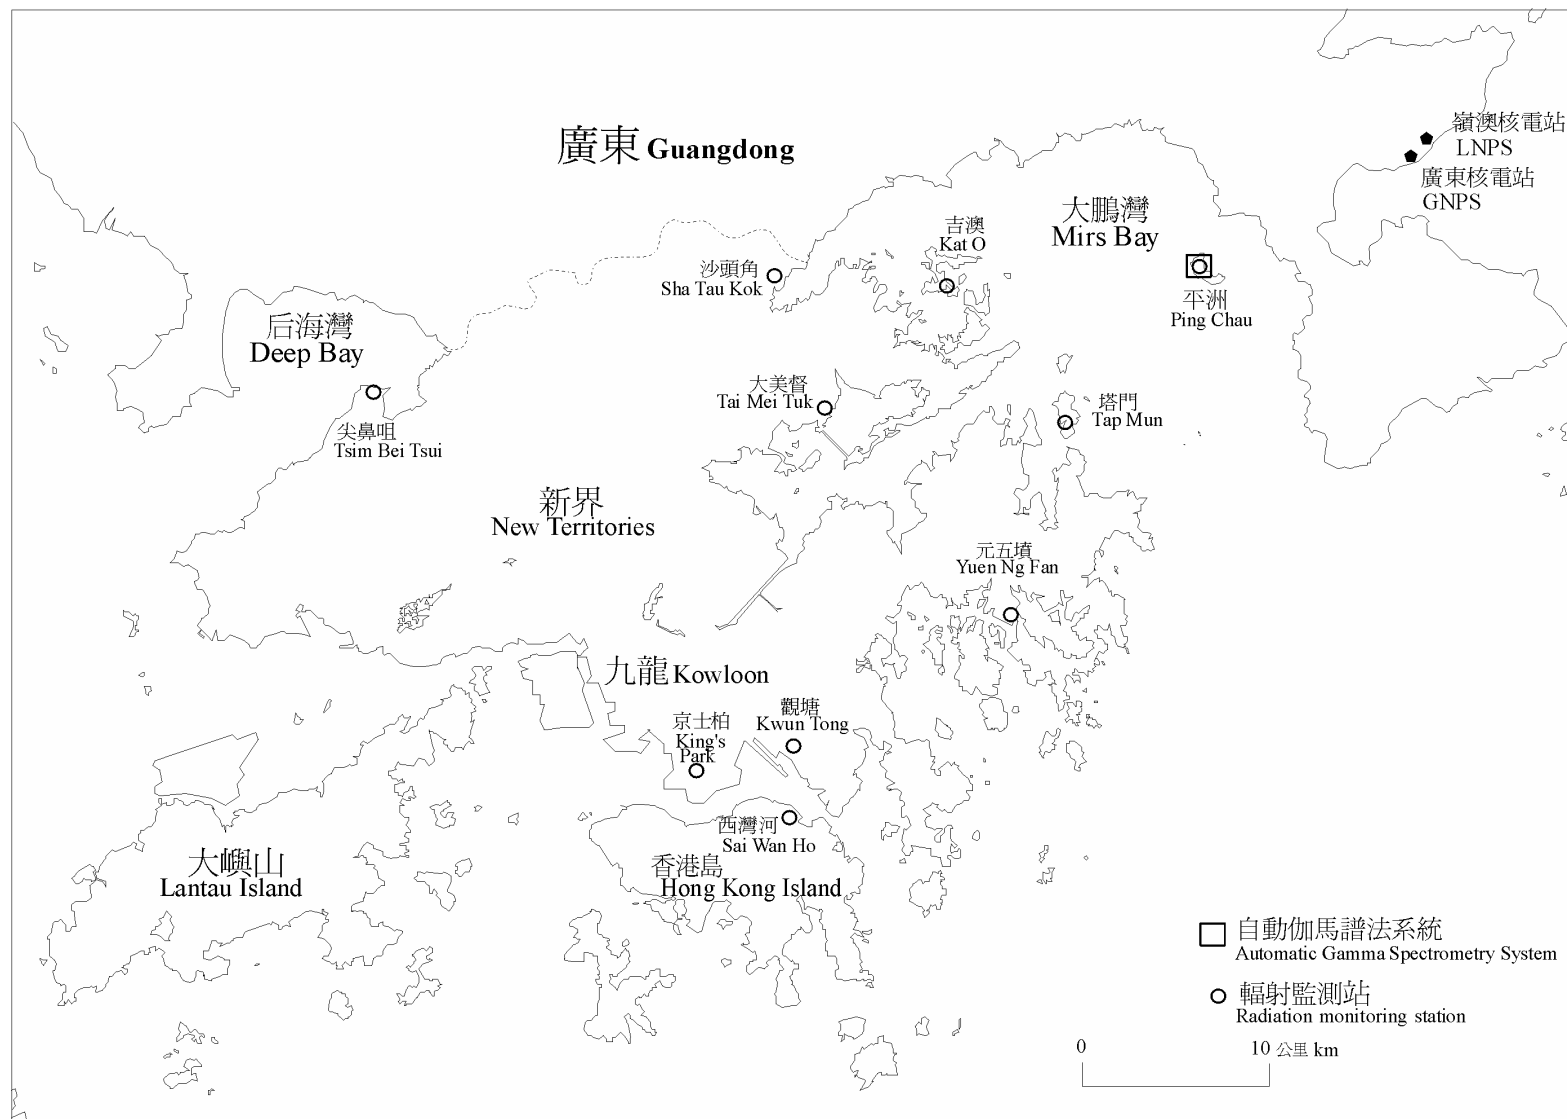 嶺澳核電站
LNPS
廣東核電站
GNPS
廣東 Guangdong
大鵬灣
Mirs Bay
吉澳
Kat O
沙頭角
Sha Tau Kok
平洲
Ping Chau
后海灣
Deep Bay
大美督
Tai Mei Tuk
塔門
Tap Mun
尖鼻咀
Tsim Bei Tsui
新界
New Territories
元五墳
Yuen Ng Fan
九龍 Kowloon
京士柏
King's
Park
觀塘
Kwun Tong
西灣河
Sai Wan Ho
香港島
Hong Kong Island
大嶼山
Lantau Island
自動伽馬譜法系統
Automatic Gamma Spectrometry System
輻射監測站
Radiation monitoring station
0 10 公里 km